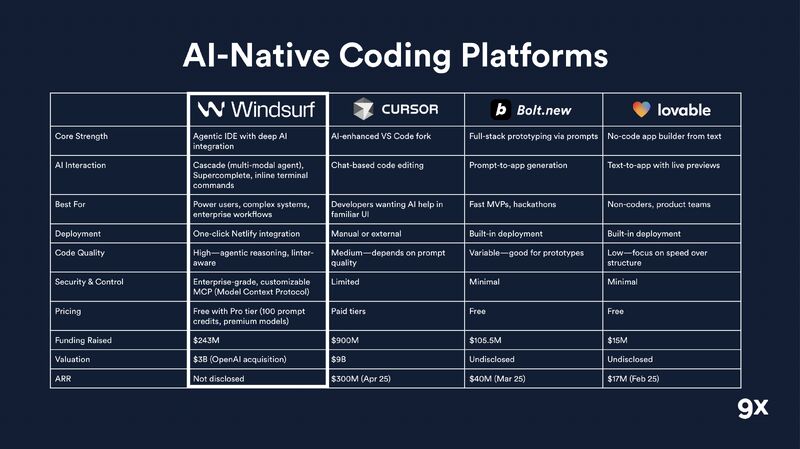 AI-Native Coding Platforms
Windsurf
CURSOR
Bolt.new
lovable
Core Strength
Agentic IDE with deep AI
integration
AI-enhanced VS Code fork
Full-stack prototyping via prompts
No-code app builder from text
AI Interaction
Cascade (multi-modal agent),
Supercomplete, inline terminal
commands
Chat-based code editing
Prompt-to-app generation
Text-to-app with live previews
Best For
Power users, complex systems,
enterprise workflows
Developers wanting AI help in
familiar UI
Fast MVPs, hackathons
Non-coders, product teams
Deployment
One-click Netlify integration
Manual or external
Built-in deployment
Built-in deployment
Code Quality
High—agentic reasoning, linter-
aware
Medium—depends on prompt
quality
Variable—good for prototypes
Low—focus on speed over
structure
Security & Control
Enterprise-grade, customizable
MCP (Model Context Protocol)
Limited
Minimal
Minimal
Pricing
Free with Pro tier (100 prompt
credits, premium models)
Paid tiers
Free
Free
Funding Raised
$243M
$900M
$105.5M
$15M
Valuation
$3B (OpenAI acquisition)
$9B
Undisclosed
Undisclosed
ARR
Not disclosed
$300M (Apr 25)
$40M (Mar 25)
$17M (Feb 25)
9x